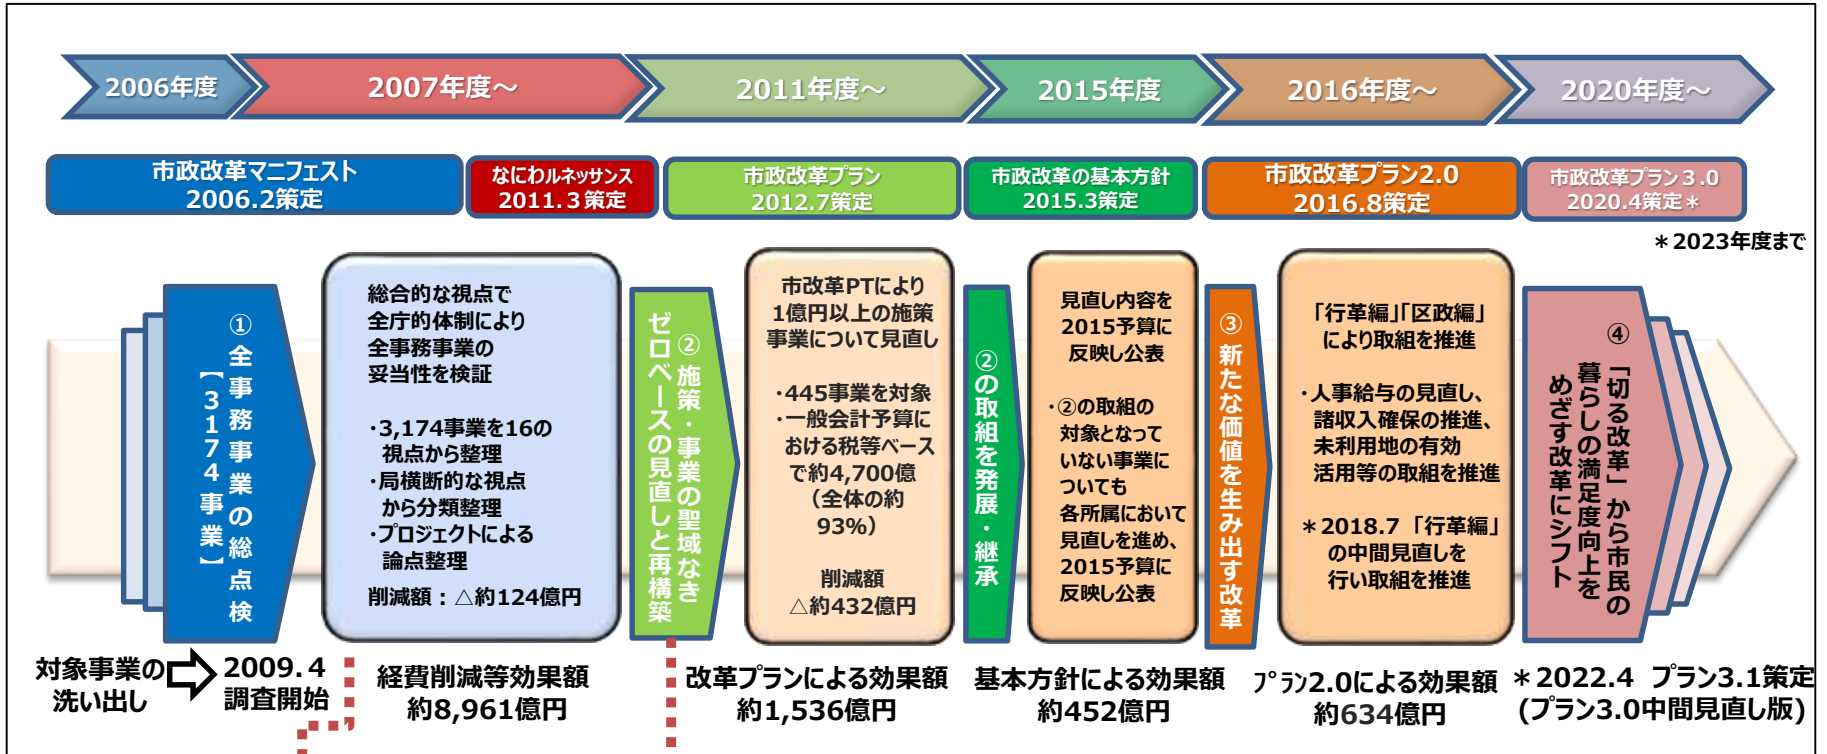 2006年度
2007年度～
2011年度～
2015年度
2016年度～
2020年度～
市政改革マニフェスト
2006.2策定
なにわルネッサンス
2011.３策定
市政改革プラン
2012.7策定
市政改革の基本方針
2015.3策定
市政改革プラン2.0
2016.8策定
市政改革プラン３.0
2020.4策定＊
＊2023年度まで
①全事務事業の総点検
【3174事業】
総合的な視点で
全庁的体制により
全事務事業の
妥当性を検証
・3,174事業を16の
視点から整理
・局横断的な視点
から分類整理
・プロジェクトによる
論点整理
削減額：△約124億円
②施策・事業の聖域なき
ゼロベースの見直しと再構築
市改革PTにより
1億円以上の施策
事業について見直し
・445事業を対象
・一般会計予算に
おける税等ベース
で約4,700億
（全体の約
93%）
削減額
△約432億円
②の取組を発展・継承
見直し内容を
2015予算に
反映し公表
・②の取組の
対象となって
いない事業に
ついても
各所属において
見直しを進め、
2015予算に
反映し公表
③新たな価値を生み出す改革
「行革編」「区政編」
により取組を推進
・人事給与の見直し、
諸収入確保の推進、
未利用地の有効
活用等の取組を推進
＊2018.7「行革編」
の中間見直しを
行い取組を推進
④「切る改革」から市民の
暮らしの満足度向上を
めざす改革にシフト
対象事業の
洗い出し
2009.４
調査開始
経費削減等効果額
約8,961億円
改革プランによる効果額
約1,536億円
基本方針による効果額
約452億円
プラン2.0による効果額
約634億円
＊2022.4 プラン3.1策定
(プラン3.0中間見直し版)